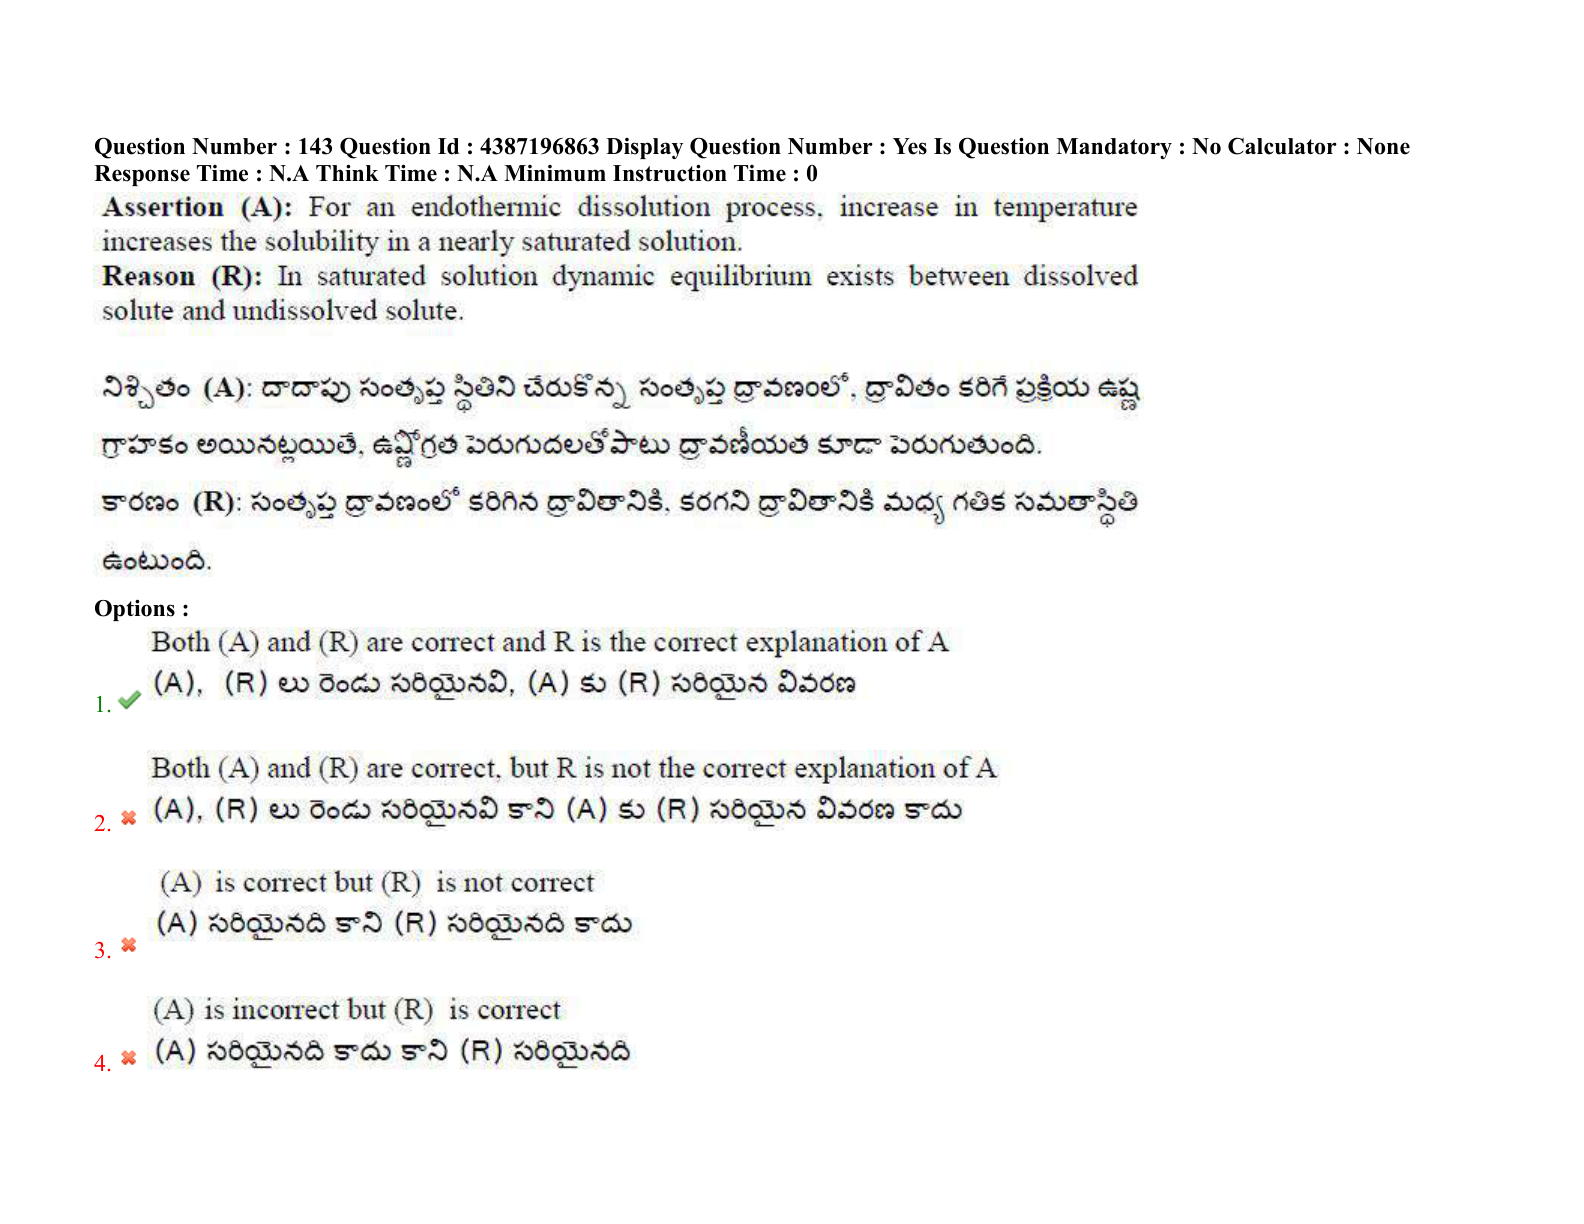 Question Number : 143 Question Id : 4387196863 Display Question Number : Yes Is Question Mandatory : No Calculator : None
Response Time : N.A Think Time : N.A Minimum Instruction Time : 0
Assertion (A): For an endothermic dissolution process, increase in temperature
increases the solubility in a nearly saturated solution.
Reason (R): In saturated solution dynamic equilibrium exists between dissolved
solute and undissolved solute.
నిశ్చితం (A): దాదాపు సంతృప్త స్థితిని చేరుకొన్న సంతృప్త ద్రావణంలో, ద్రావితం కరిగే ప్రక్రియ ఉష్ణ
గ్రాహకం అయినట్లయితే, ఉష్ణోగ్రత పెరుగుదలతోపాటు ద్రావణీయత కూడా పెరుగుతుంది.
కారణం (R): సంతృప్త ద్రావణంలో కరిగిన ద్రావితానికి, కరగని ద్రావితానికి మధ్య గతిక సమతాస్థితి
ఉంటుంది.
Options :
Both (A) and (R) are correct and R is the correct explanation of A
(A), (R) లు రెండు సరియైనవి, (A) కు (R) సరియైన వివరణ
1.
Both (A) and (R) are correct, but R is not the correct explanation of A
(A), (R) లు రెండు సరియైనవి కాని (A) కు (R) సరియైన వివరణ కాదు
2.
(A) is correct but (R) is not correct
(A) సరియైనది కాని (R) సరియైనది కాదు
3.
(A) is incorrect but (R) is correct
(A) సరియైనది కాదు కాని (R) సరియైనది
4.